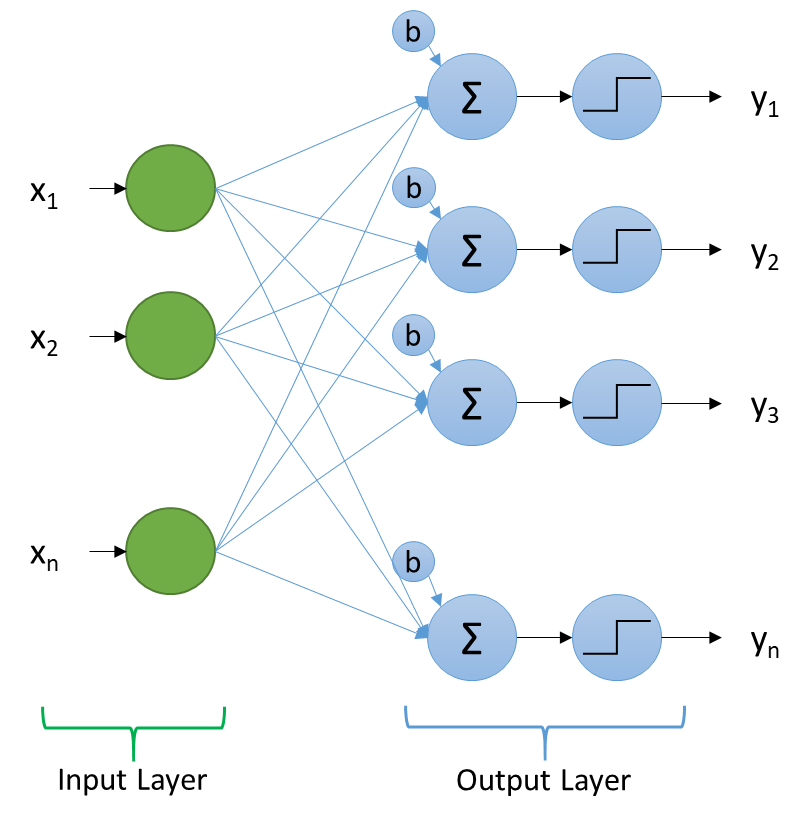 b
Σ
y₁
x₁
b
Σ
y₂
x₂
b
Σ
y₃
xₙ
b
Σ
yₙ
Input Layer
Output Layer